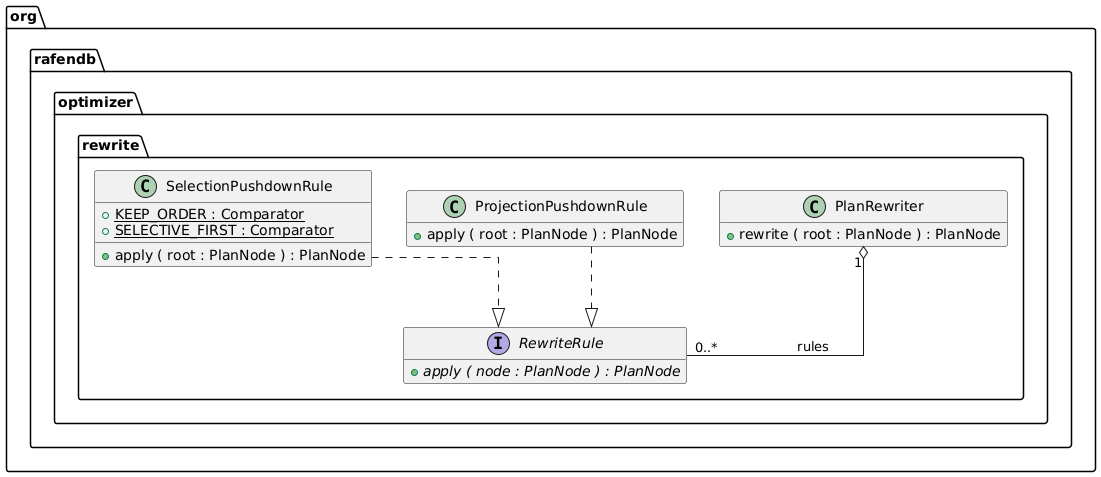 org
rafendb
optimizer
rewrite
C SelectionPushdownRule
KEEP_ORDER : Comparator
SELECTIVE_FIRST : Comparator
apply ( root : PlanNode ) : PlanNode
C ProjectionPushdownRule
apply ( root : PlanNode ) : PlanNode
C PlanRewriter
rewrite ( root : PlanNode ) : PlanNode
1
I RewriteRule
apply ( node : PlanNode ) : PlanNode
0..*
rules